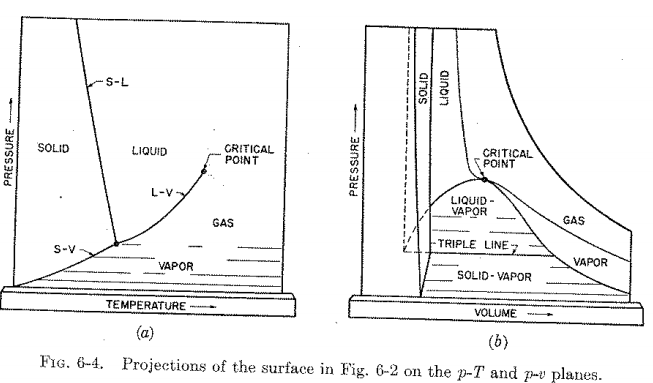 PRESSURE
SOLID
LIQUID
S-L
CRITICAL
POINT
L-V
GAS
S-V
VAPOR
TEMPERATURE
(a)
PRESSURE
SOLID
LIQUID
CRITICAL
POINT
LIQUID-
VAPOR
GAS
TRIPLE LINE
VAPOR
SOLID-VAPOR
VOLUME
(b)
FIG. 6-4. Projections of the surface in Fig. 6-2 on the p-T and p-v planes.